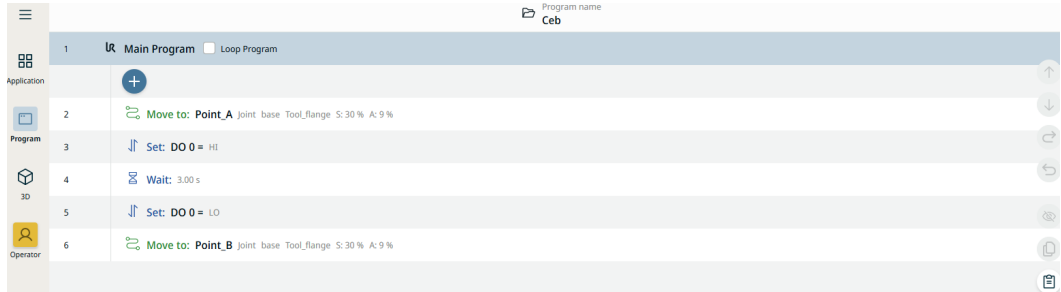 Program name
Ceb
Application
Program
3D
Operator
1 Main Program Loop Program
2 Move to: Point_A Joint base Tool_flange S: 30 % A: 9 %
3 Set: DO 0 = HI
4 Wait: 3.00 s
5 Set: DO 0 = LO
6 Move to: Point_B Joint base Tool_flange S: 30 % A: 9 %